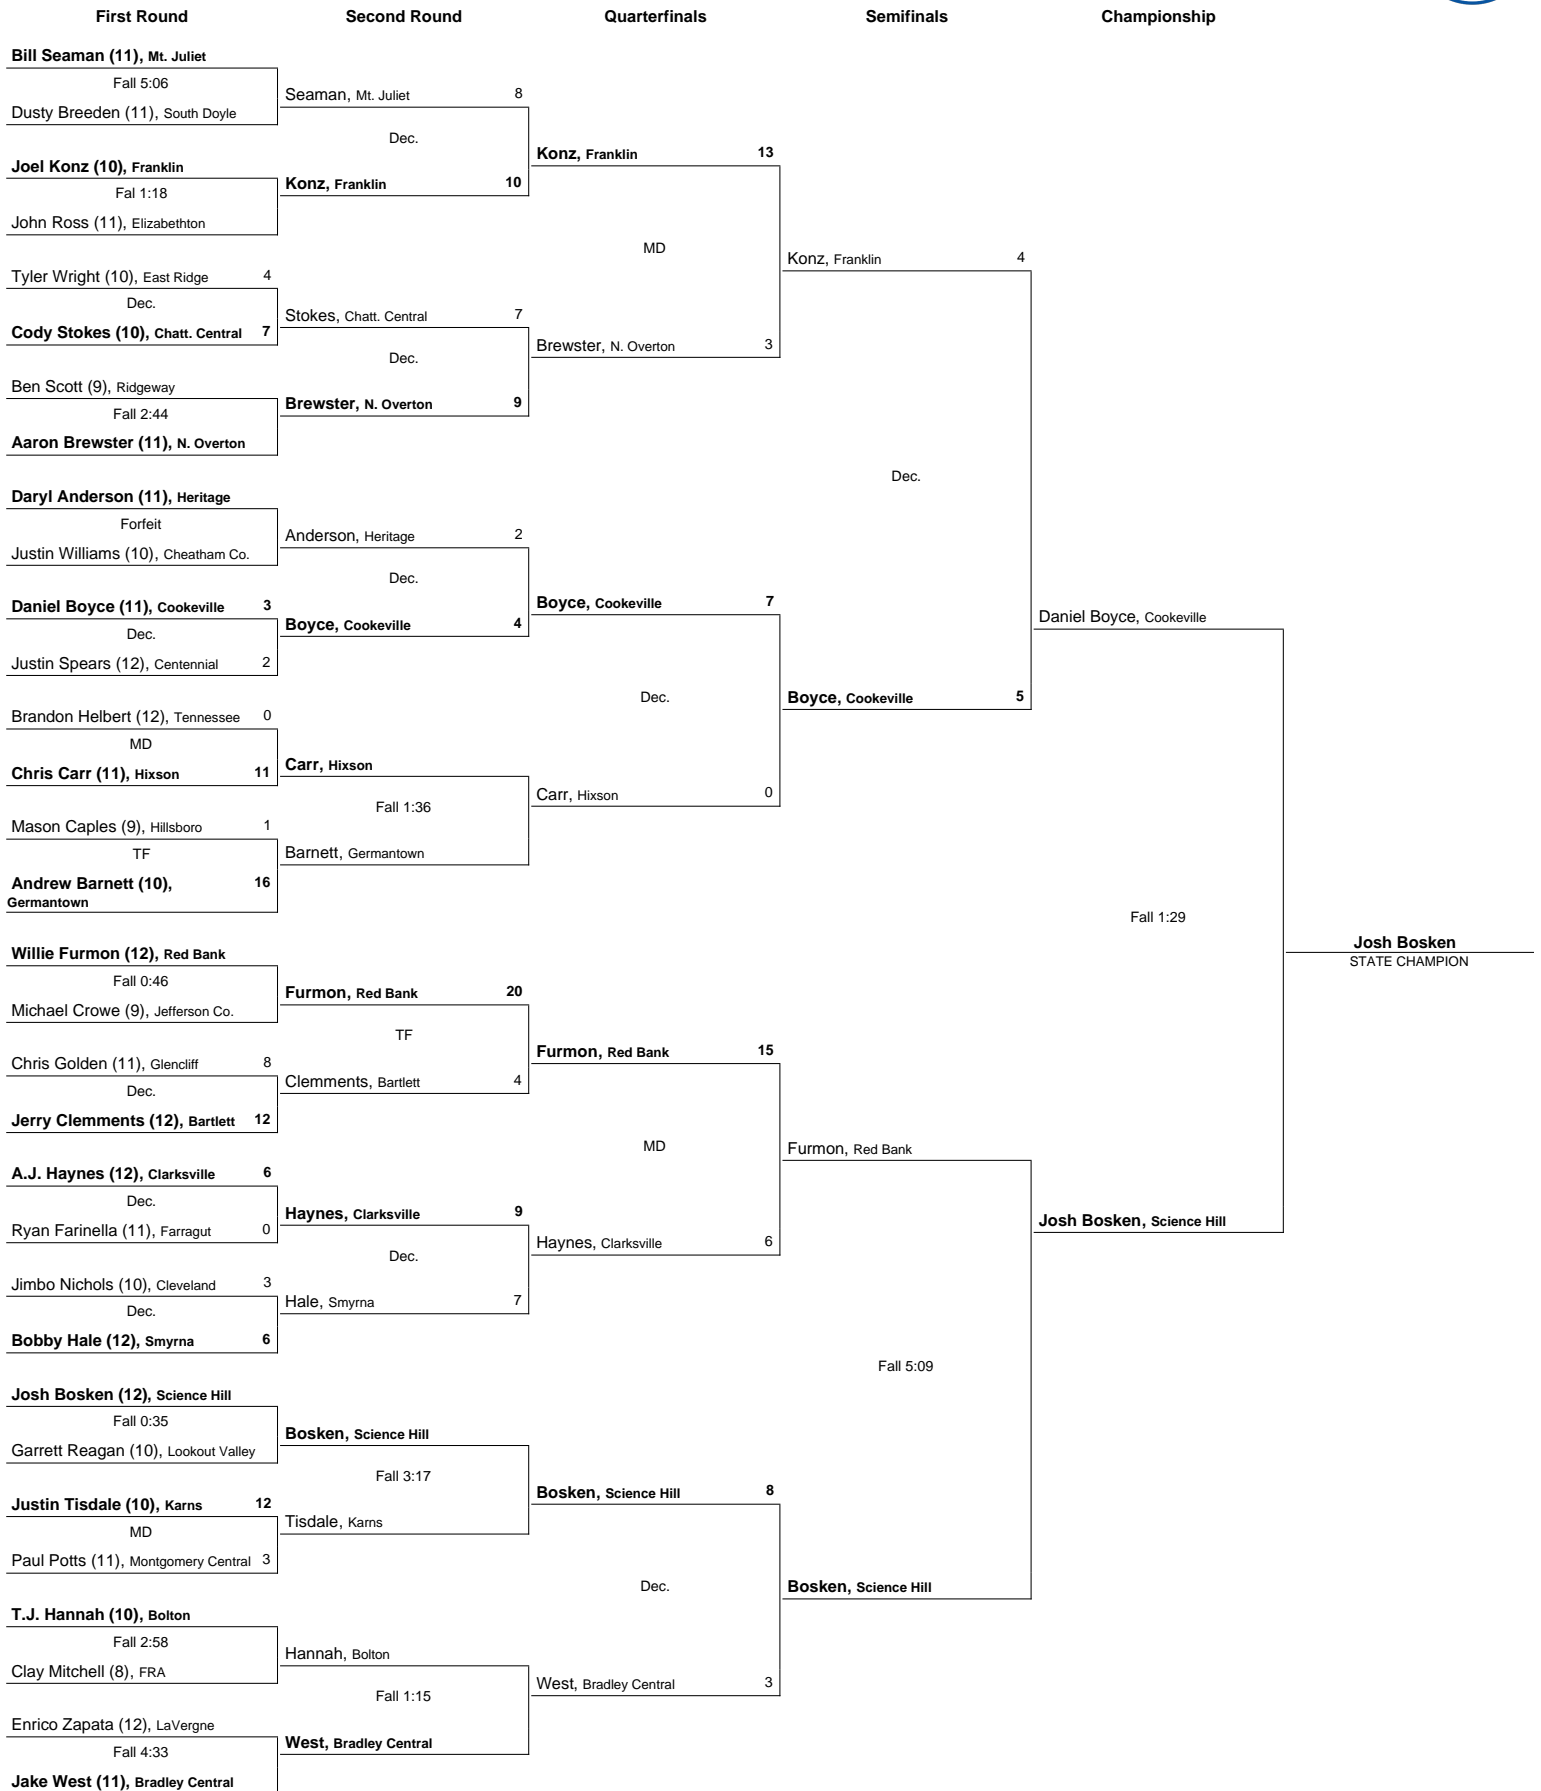 First Round
Second Round
Quarterfinals
Semifinals
Championship
Bill Seaman (11), Mt. Juliet
Fall 5:06
Dusty Breeden (11), South Doyle
Joel Konz (10), Franklin
Fal 1:18
John Ross (11), Elizabethton
Tyler Wright (10), East Ridge 4
Dec.
Cody Stokes (10), Chatt. Central 7
Ben Scott (9), Ridgeway
Fall 2:44
Aaron Brewster (11), N. Overton
Daryl Anderson (11), Heritage
Forfeit
Justin Williams (10), Cheatham Co.
Daniel Boyce (11), Cookeville 3
Dec.
Justin Spears (12), Centennial 2
Brandon Helbert (12), Tennessee 0
MD
Chris Carr (11), Hixson 11
Mason Caples (9), Hillsboro 1
TF
Andrew Barnett (10), 16
Germantown
Willie Furmon (12), Red Bank
Fall 0:46
Michael Crowe (9), Jefferson Co.
Chris Golden (11), Glencliff 8
Dec.
Jerry Clemments (12), Bartlett 12
A.J. Haynes (12), Clarksville 6
Dec.
Ryan Farinella (11), Farragut 0
Jimbo Nichols (10), Cleveland 3
Dec.
Bobby Hale (12), Smyrna 6
Josh Bosken (12), Science Hill
Fall 0:35
Garrett Reagan (10), Lookout Valley
Justin Tisdale (10), Karns 12
MD
Paul Potts (11), Montgomery Central 3
T.J. Hannah (10), Bolton
Fall 2:58
Clay Mitchell (8), FRA
Enrico Zapata (12), LaVergne
Fall 4:33
Jake West (11), Bradley Central
Seaman, Mt. Juliet 8
Dec.
Konz, Franklin 10
Stokes, Chatt. Central 7
Dec.
Brewster, N. Overton 9
Anderson, Heritage 2
Dec.
Boyce, Cookeville 4
Carr, Hixson
Fall 1:36
Barnett, Germantown
Furmon, Red Bank 20
TF
Clemments, Bartlett 4
Haynes, Clarksville 9
Dec.
Hale, Smyrna 7
Bosken, Science Hill
Fall 3:17
Tisdale, Karns
Hannah, Bolton
Fall 1:15
West, Bradley Central
Konz, Franklin 13
MD
Brewster, N. Overton 3
Boyce, Cookeville 7
Dec.
Carr, Hixson 0
Furmon, Red Bank 15
MD
Haynes, Clarksville 6
Bosken, Science Hill 8
Dec.
West, Bradley Central 3
Konz, Franklin 4
Dec.
Boyce, Cookeville 5
Furmon, Red Bank
Fall 5:09
Bosken, Science Hill
Daniel Boyce, Cookeville
Fall 1:29
Josh Bosken, Science Hill
Josh Bosken
STATE CHAMPION